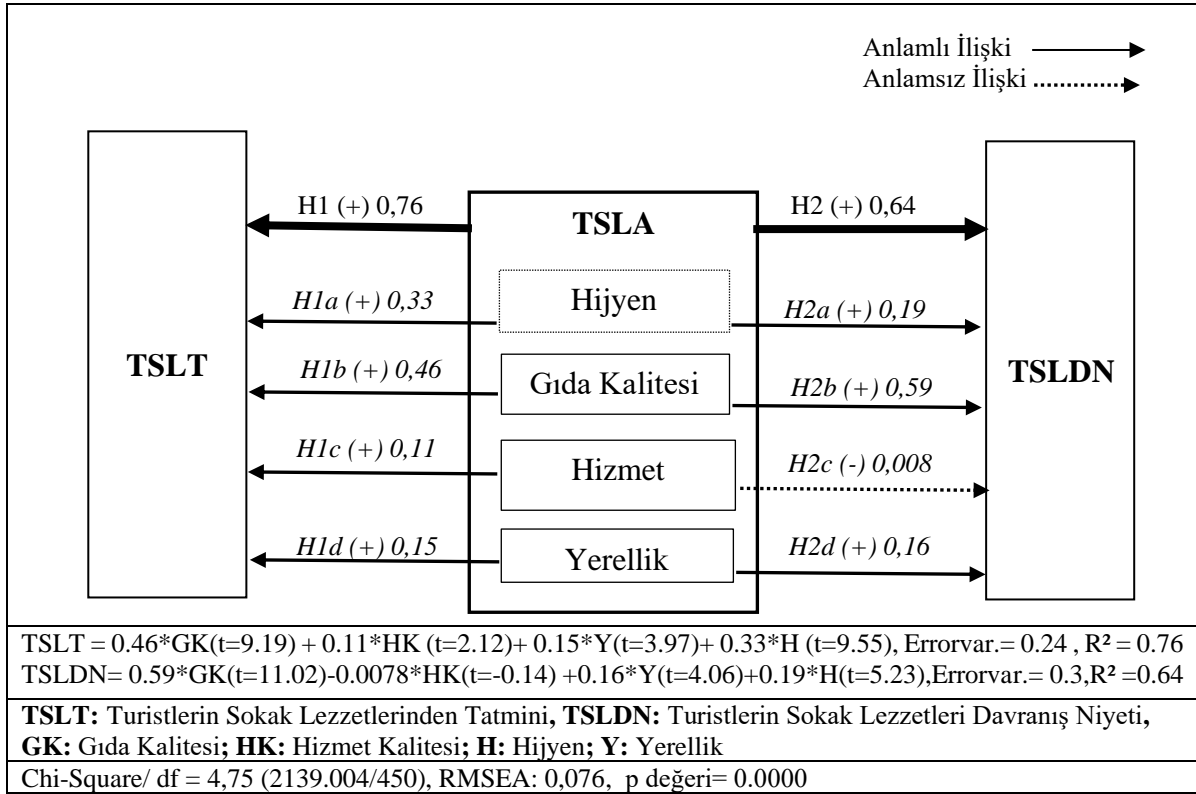 Anlamlı İlişki
Anlamsız İlişki
H1 (+) 0,76
TSLA
H2 (+) 0,64
H1a (+) 0,33
Hijyen
H2a (+) 0,19
TSLT
H1b (+) 0,46
Gıda Kalitesi
H2b (+) 0,59
TSLDN
H1c (+) 0,11
Hizmet
H2c (-) 0,008
H1d (+) 0,15
Yerellik
H2d (+) 0,16
TSLT = 0.46*GK(t=9.19) + 0.11*HK (t=2.12)+ 0.15*Y(t=3.97)+ 0.33*H (t=9.55), Errorvar.= 0.24 , R² = 0.76
TSLDN= 0.59*GK(t=11.02)-0.0078*HK(t=-0.14) +0.16*Y(t=4.06)+0.19*H(t=5.23),Errorvar.= 0.3,R² =0.64
TSLT: Turistlerin Sokak Lezzetlerinden Tatmini, TSLDN: Turistlerin Sokak Lezzetleri Davranış Niyeti,
GK: Gıda Kalitesi; HK: Hizmet Kalitesi; H: Hijyen; Y: Yerellik
Chi-Square/ df = 4,75 (2139.004/450), RMSEA: 0,076, p değeri= 0.0000